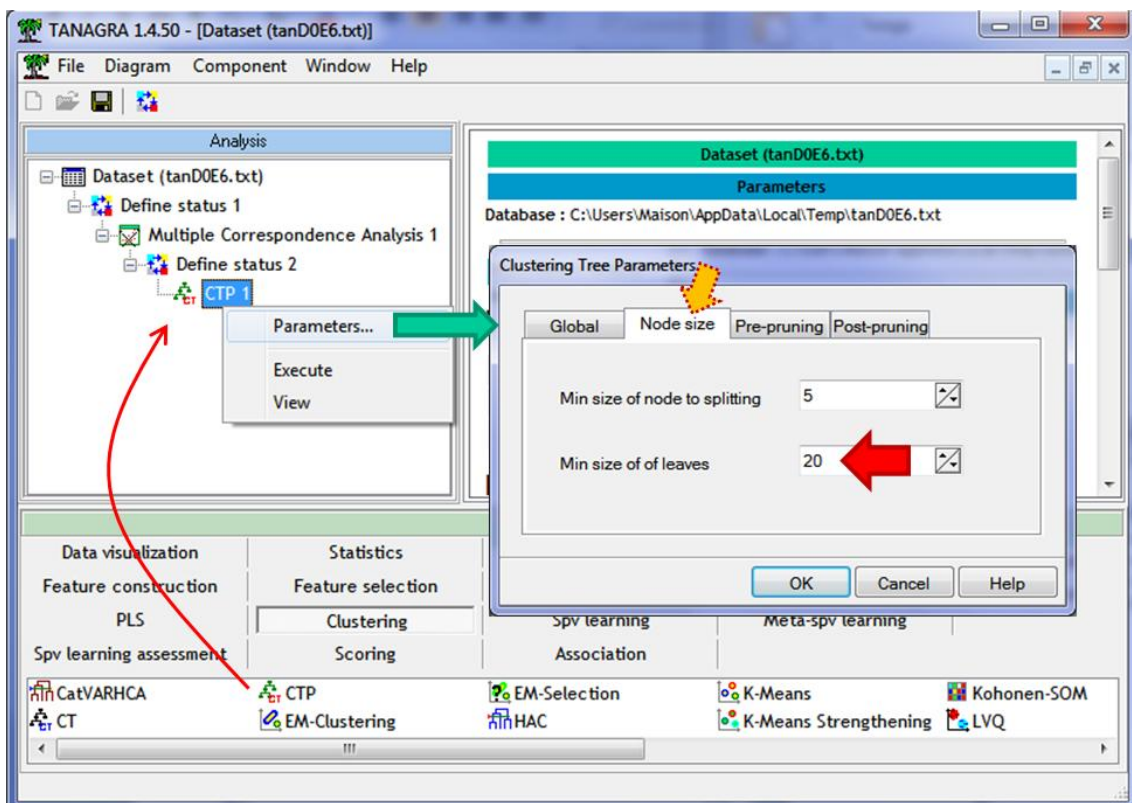 TANAGRA 1.4.50 - [Dataset (tanD0E6.txt)]
File Diagram Component Window Help
Analysis
Dataset (tanD0E6.txt)
Define status 1
Multiple Correspondence Analysis 1
Define status 2
CTP 1
Parameters...
Execute
View
Dataset (tanD0E6.txt)
Parameters
Database : C:\Users\Maison\AppData\Local\Temp\tanD0E6.txt
Clustering Tree Parameters
Global Node size Pre-pruning Post-pruning
Min size of node to splitting 5
Min size of of leaves 20
OK Cancel Help
Data visualization Statistics
Feature construction Feature selection
PLS Clustering Spv learning Meta-spv learning
Spv learning assessment Scoring Association
CatVARHCA CTP EM-Selection K-Means Kohonen-SOM
CT EM-Clustering HAC K-Means Strengthening LVQ